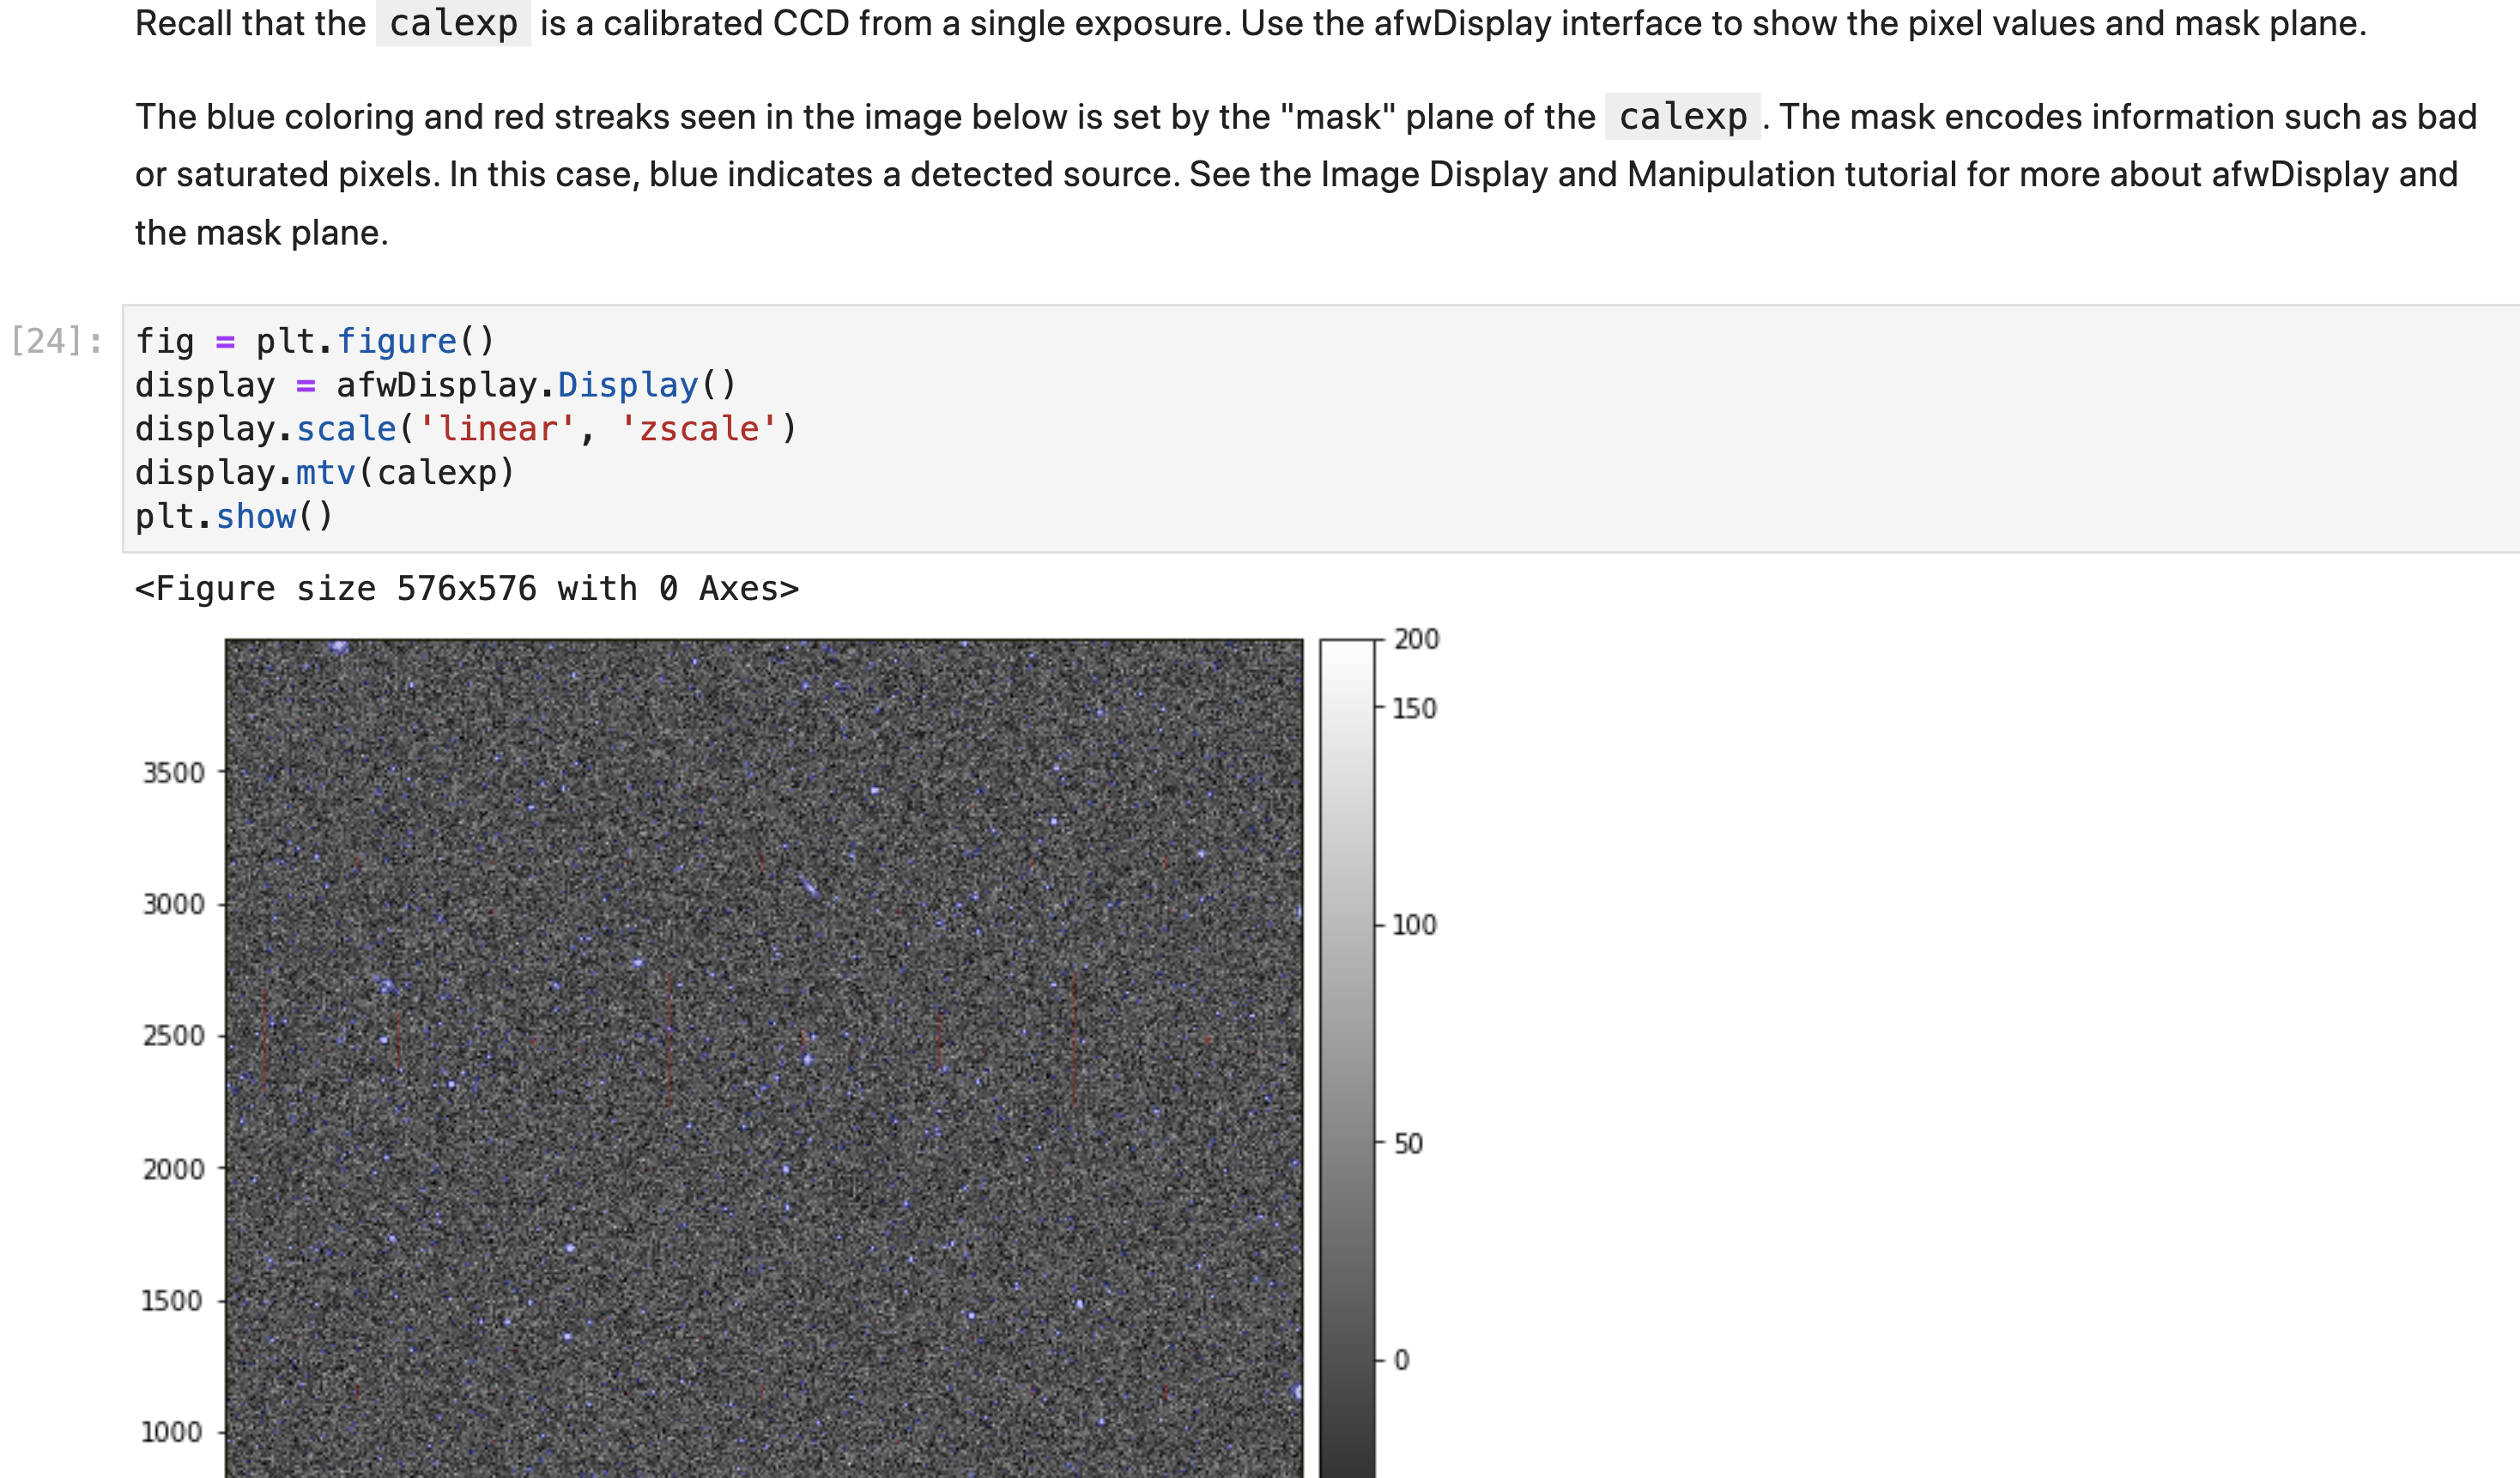 Recall that the calexp is a calibrated CCD from a single exposure. Use the afwDisplay interface to show the pixel values and mask plane.
The blue coloring and red streaks seen in the image below is set by the "mask" plane of the calexp . The mask encodes information such as bad
or saturated pixels. In this case, blue indicates a detected source. See the Image Display and Manipulation tutorial for more about afwDisplay and
the mask plane.
[24]:
fig = plt.figure()
display = afwDisplay.Display()
display.scale('linear', 'zscale')
display.mtv(calexp)
plt.show()
<Figure size 576x576 with 0 Axes>
3500
3000
2500
2000
1500
1000
200
150
100
50
0